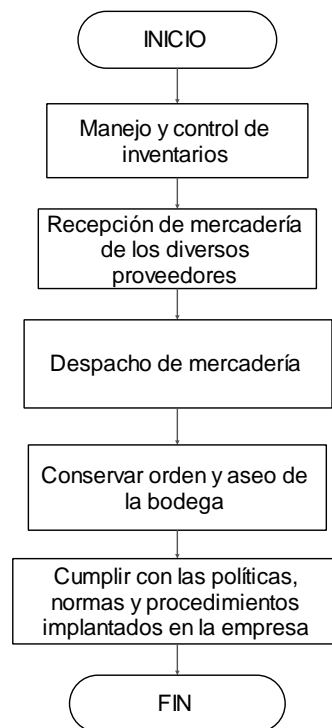 INICIO
Manejo y control de
inventarios
Recepción de mercadería
de los diversos
proveedores
Despacho de mercadería
Conservar orden y aseo de
la bodega
Cumplir con las políticas,
normas y procedimientos
implantados en la empresa
FIN